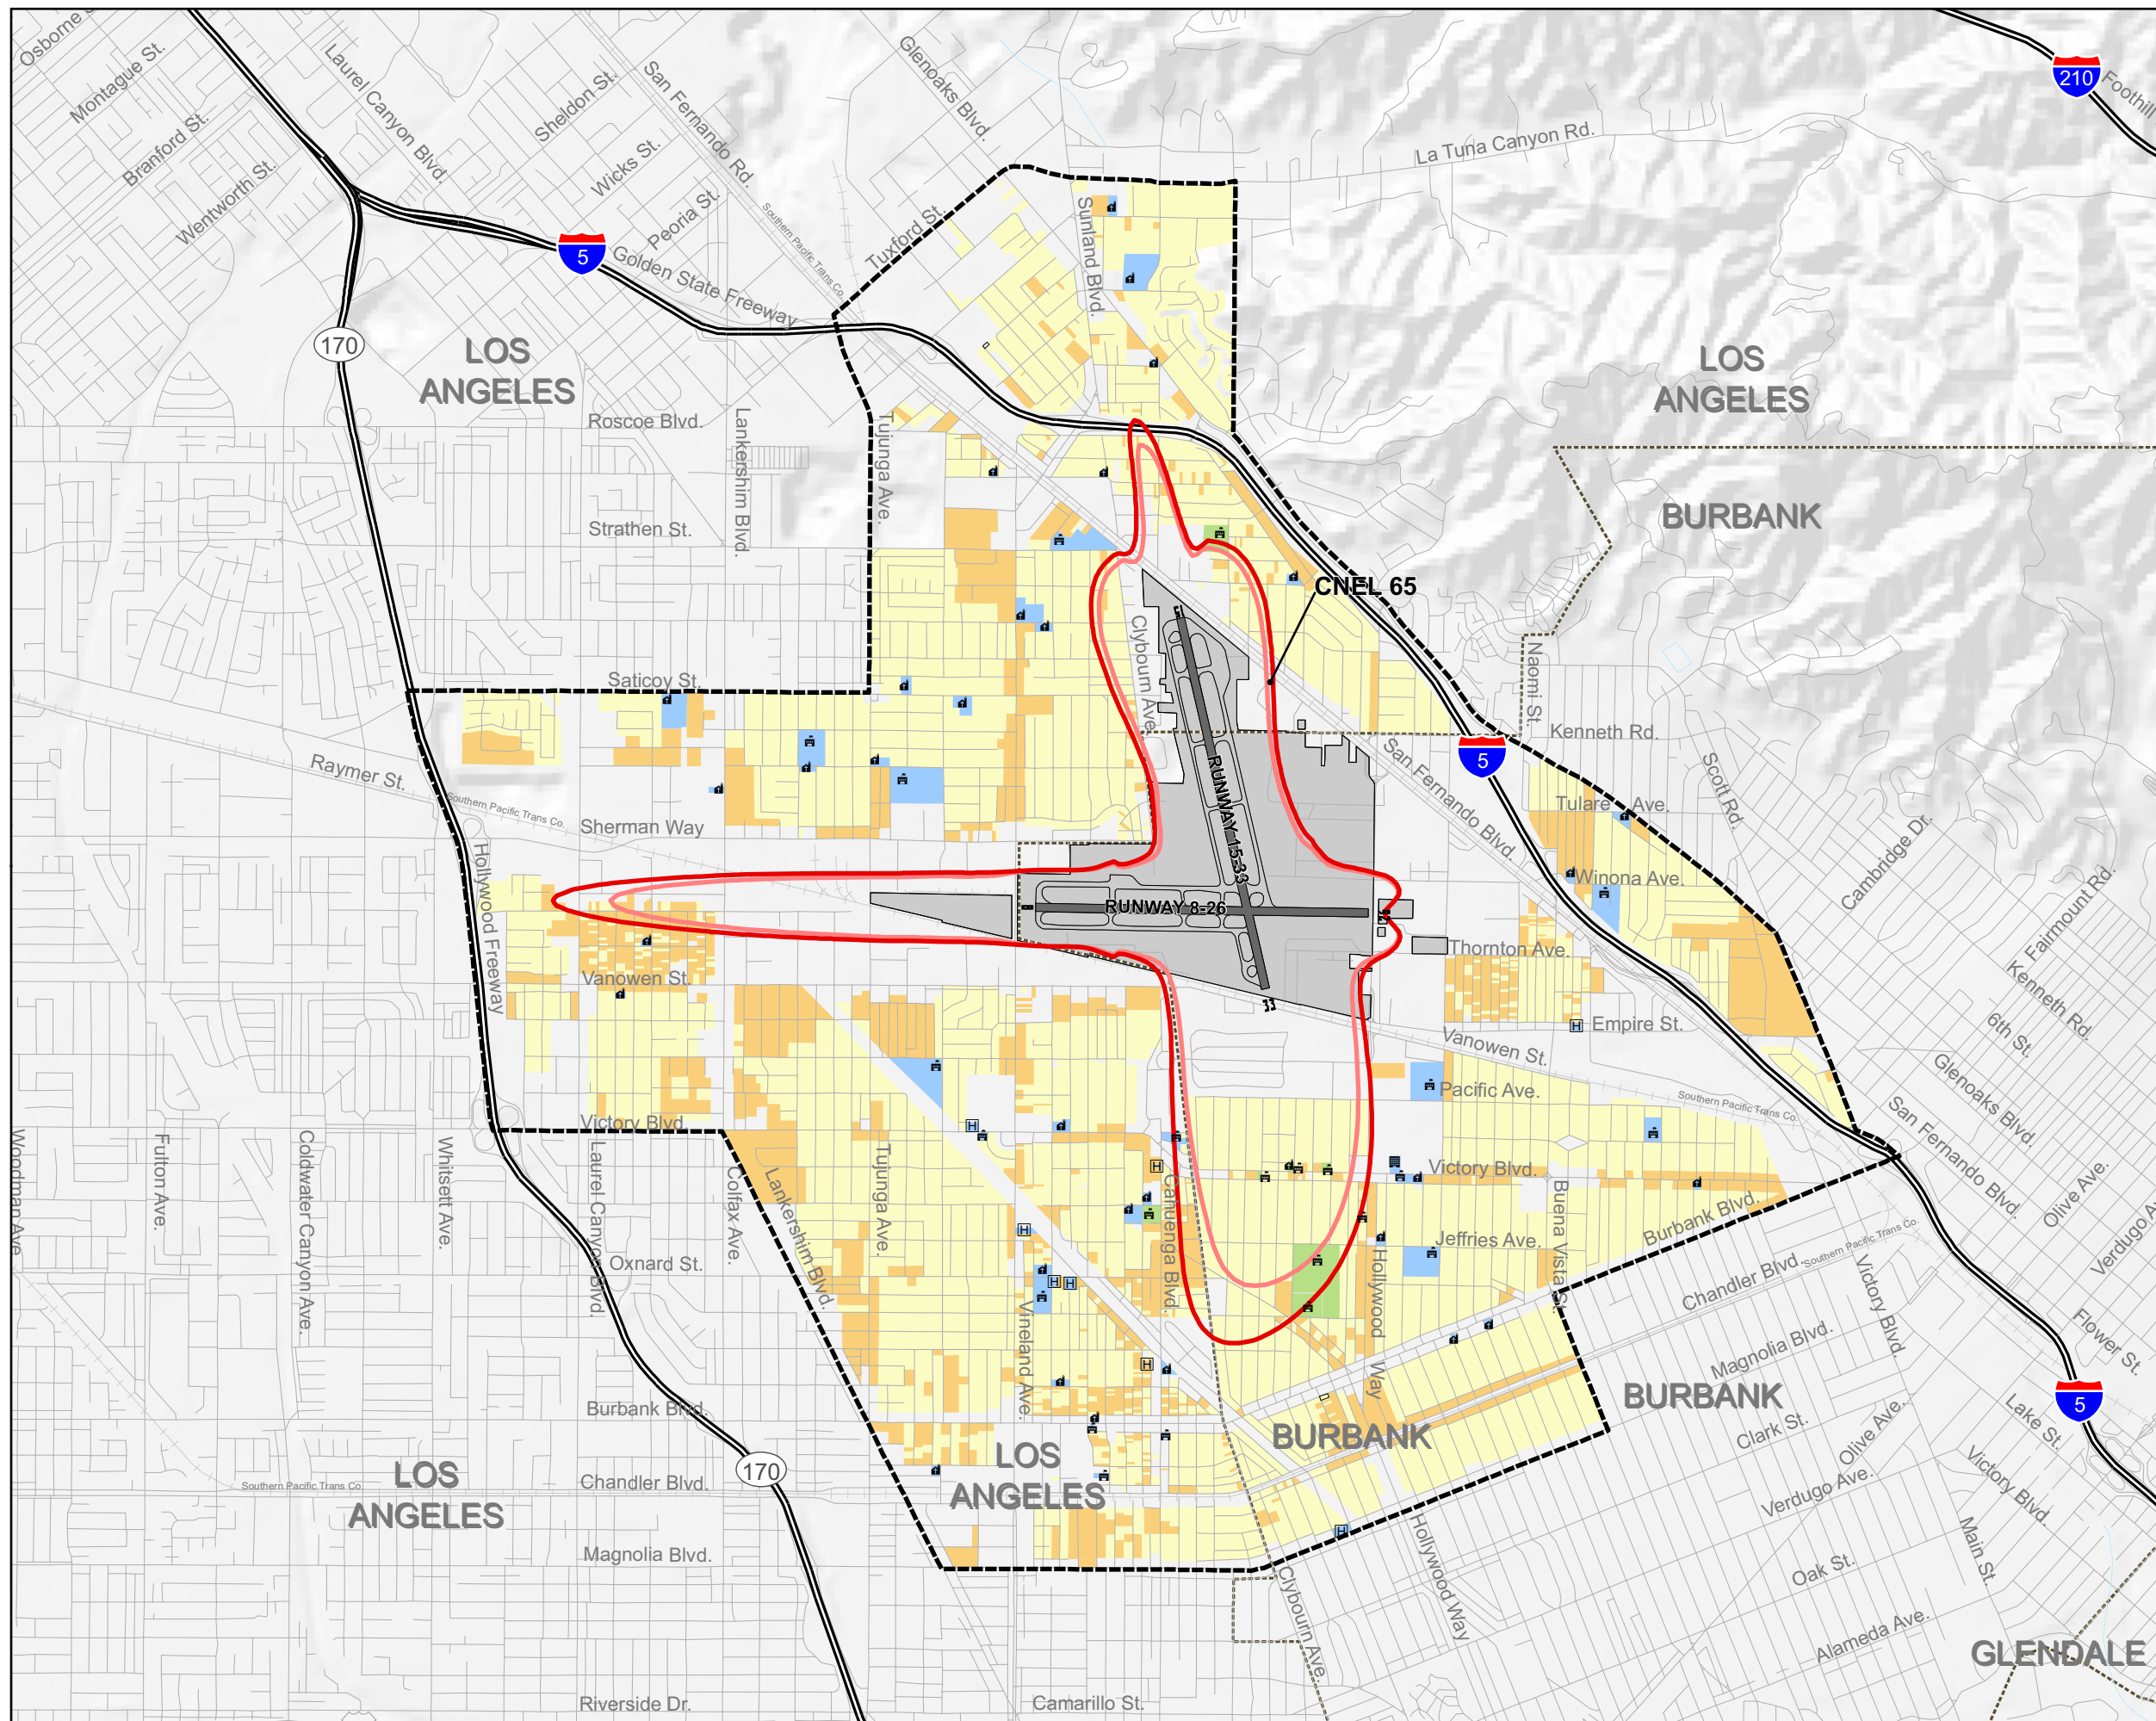 Osborne
Montague St.
Branford St.
Wentworth St.
Laurel Canyon Blvd.
Sheldon St.
Wicks St.
Peoria St.
San Fernando Rd.
Southern Pacific Trans Co.
Glenoaks Blvd.
Tuxford St.
Sunland Blvd.
La Tuna Canyon Rd.
210
Foothill
5
Golden State Freeway
170
LOS
ANGELES
LOS
ANGELES
BURBANK
Roscoe Blvd.
Lankershim Blvd.
Tujunga Ave.
Strathern St.
CNEL 65
Clybourn Ave.
Saticoy St.
Naomi St.
Kenneth Rd.
5
Scott Rd.
San Fernando Blvd.
Raymer St.
Southern Pacific Trans Co.
Sherman Way
RUNWAY 15-33
Tulare Ave.
Cambridge Dr.
Winona Ave.
Fairmount Rd.
Hollywood Freeway
RUNWAY 8-26
Thornton Ave.
Kenneth Rd.
Vanowen St.
33
Empire St.
Vanowen St.
6th St.
Glenoaks Blvd.
Pacific Ave.
Southern Pacific Trans Co.
San Fernando Blvd.
Olive Ave.
Verdugo A
Victory Blvd.
Woodman Ave.
Fulton Ave.
Coldwater Canyon Ave.
Whitsett Ave.
Laurel Canyon Blvd.
Colfax Ave.
Lankershim Blvd.
Tujunga Ave.
H
H
Cahuenga Blvd.
Victory Blvd.
Buena Vista St.
Burbank Blvd.
H
H
H
H
H
H
Oxnard St.
Vineland Ave.
Jeffries Ave.
Hollywood Way
Chandler Blvd.
Southern Pacific Trans Co.
Victory Blvd.
Magnolia Blvd.
Flower St.
5
BURBANK
BURBANK
Burbank Blvd.
170
LOS
ANGELES
LOS
ANGELES
Southern Pacific Trans Co.
Chandler Blvd.
Clark St.
Olive Ave.
Lake St.
Verdugo Ave.
Victory Blvd.
Magnolia Blvd.
Hollywood Way
Main St.
Oak St.
Clybourn Ave.
Alameda Ave.
GLENDALE
Riverside Dr.
Camarillo St.